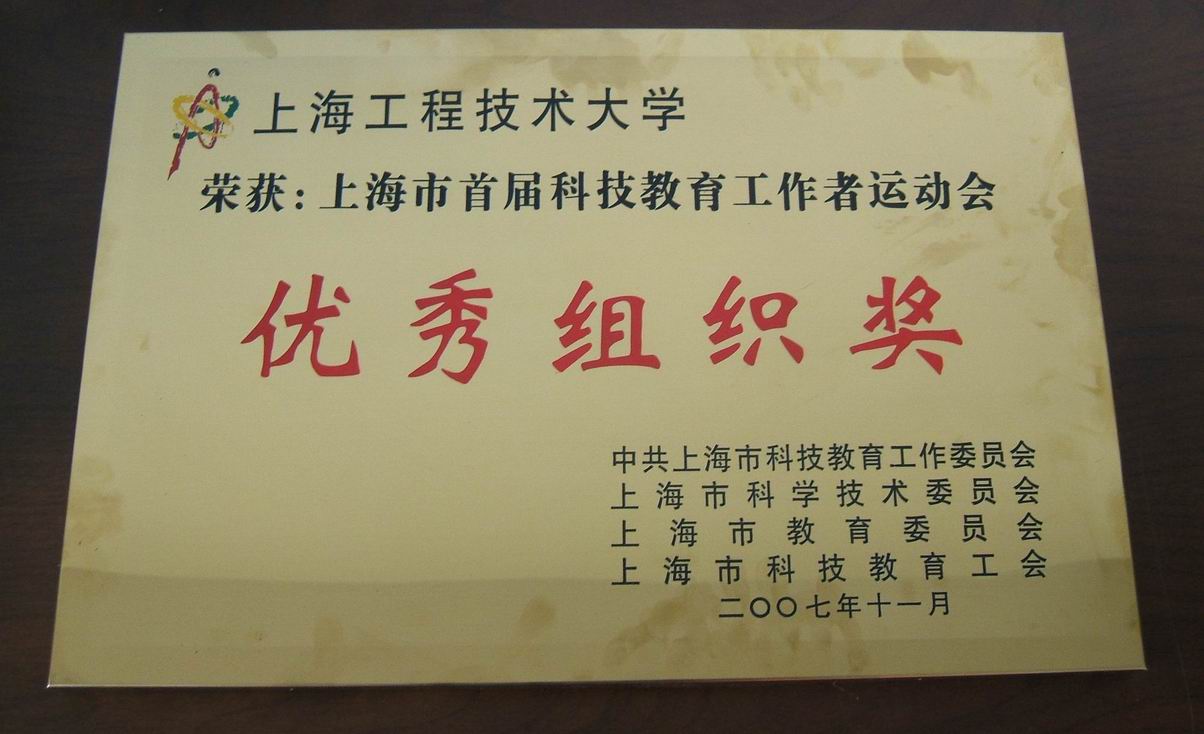 上海工程技术大学
荣获:上海市首届科技教育工作者运动会
优秀组织奖
中共上海市科技教育工作委员会
上海市科学技术委员会
上海市教育委员会
上海市科技教育工会
二〇〇七年十一月